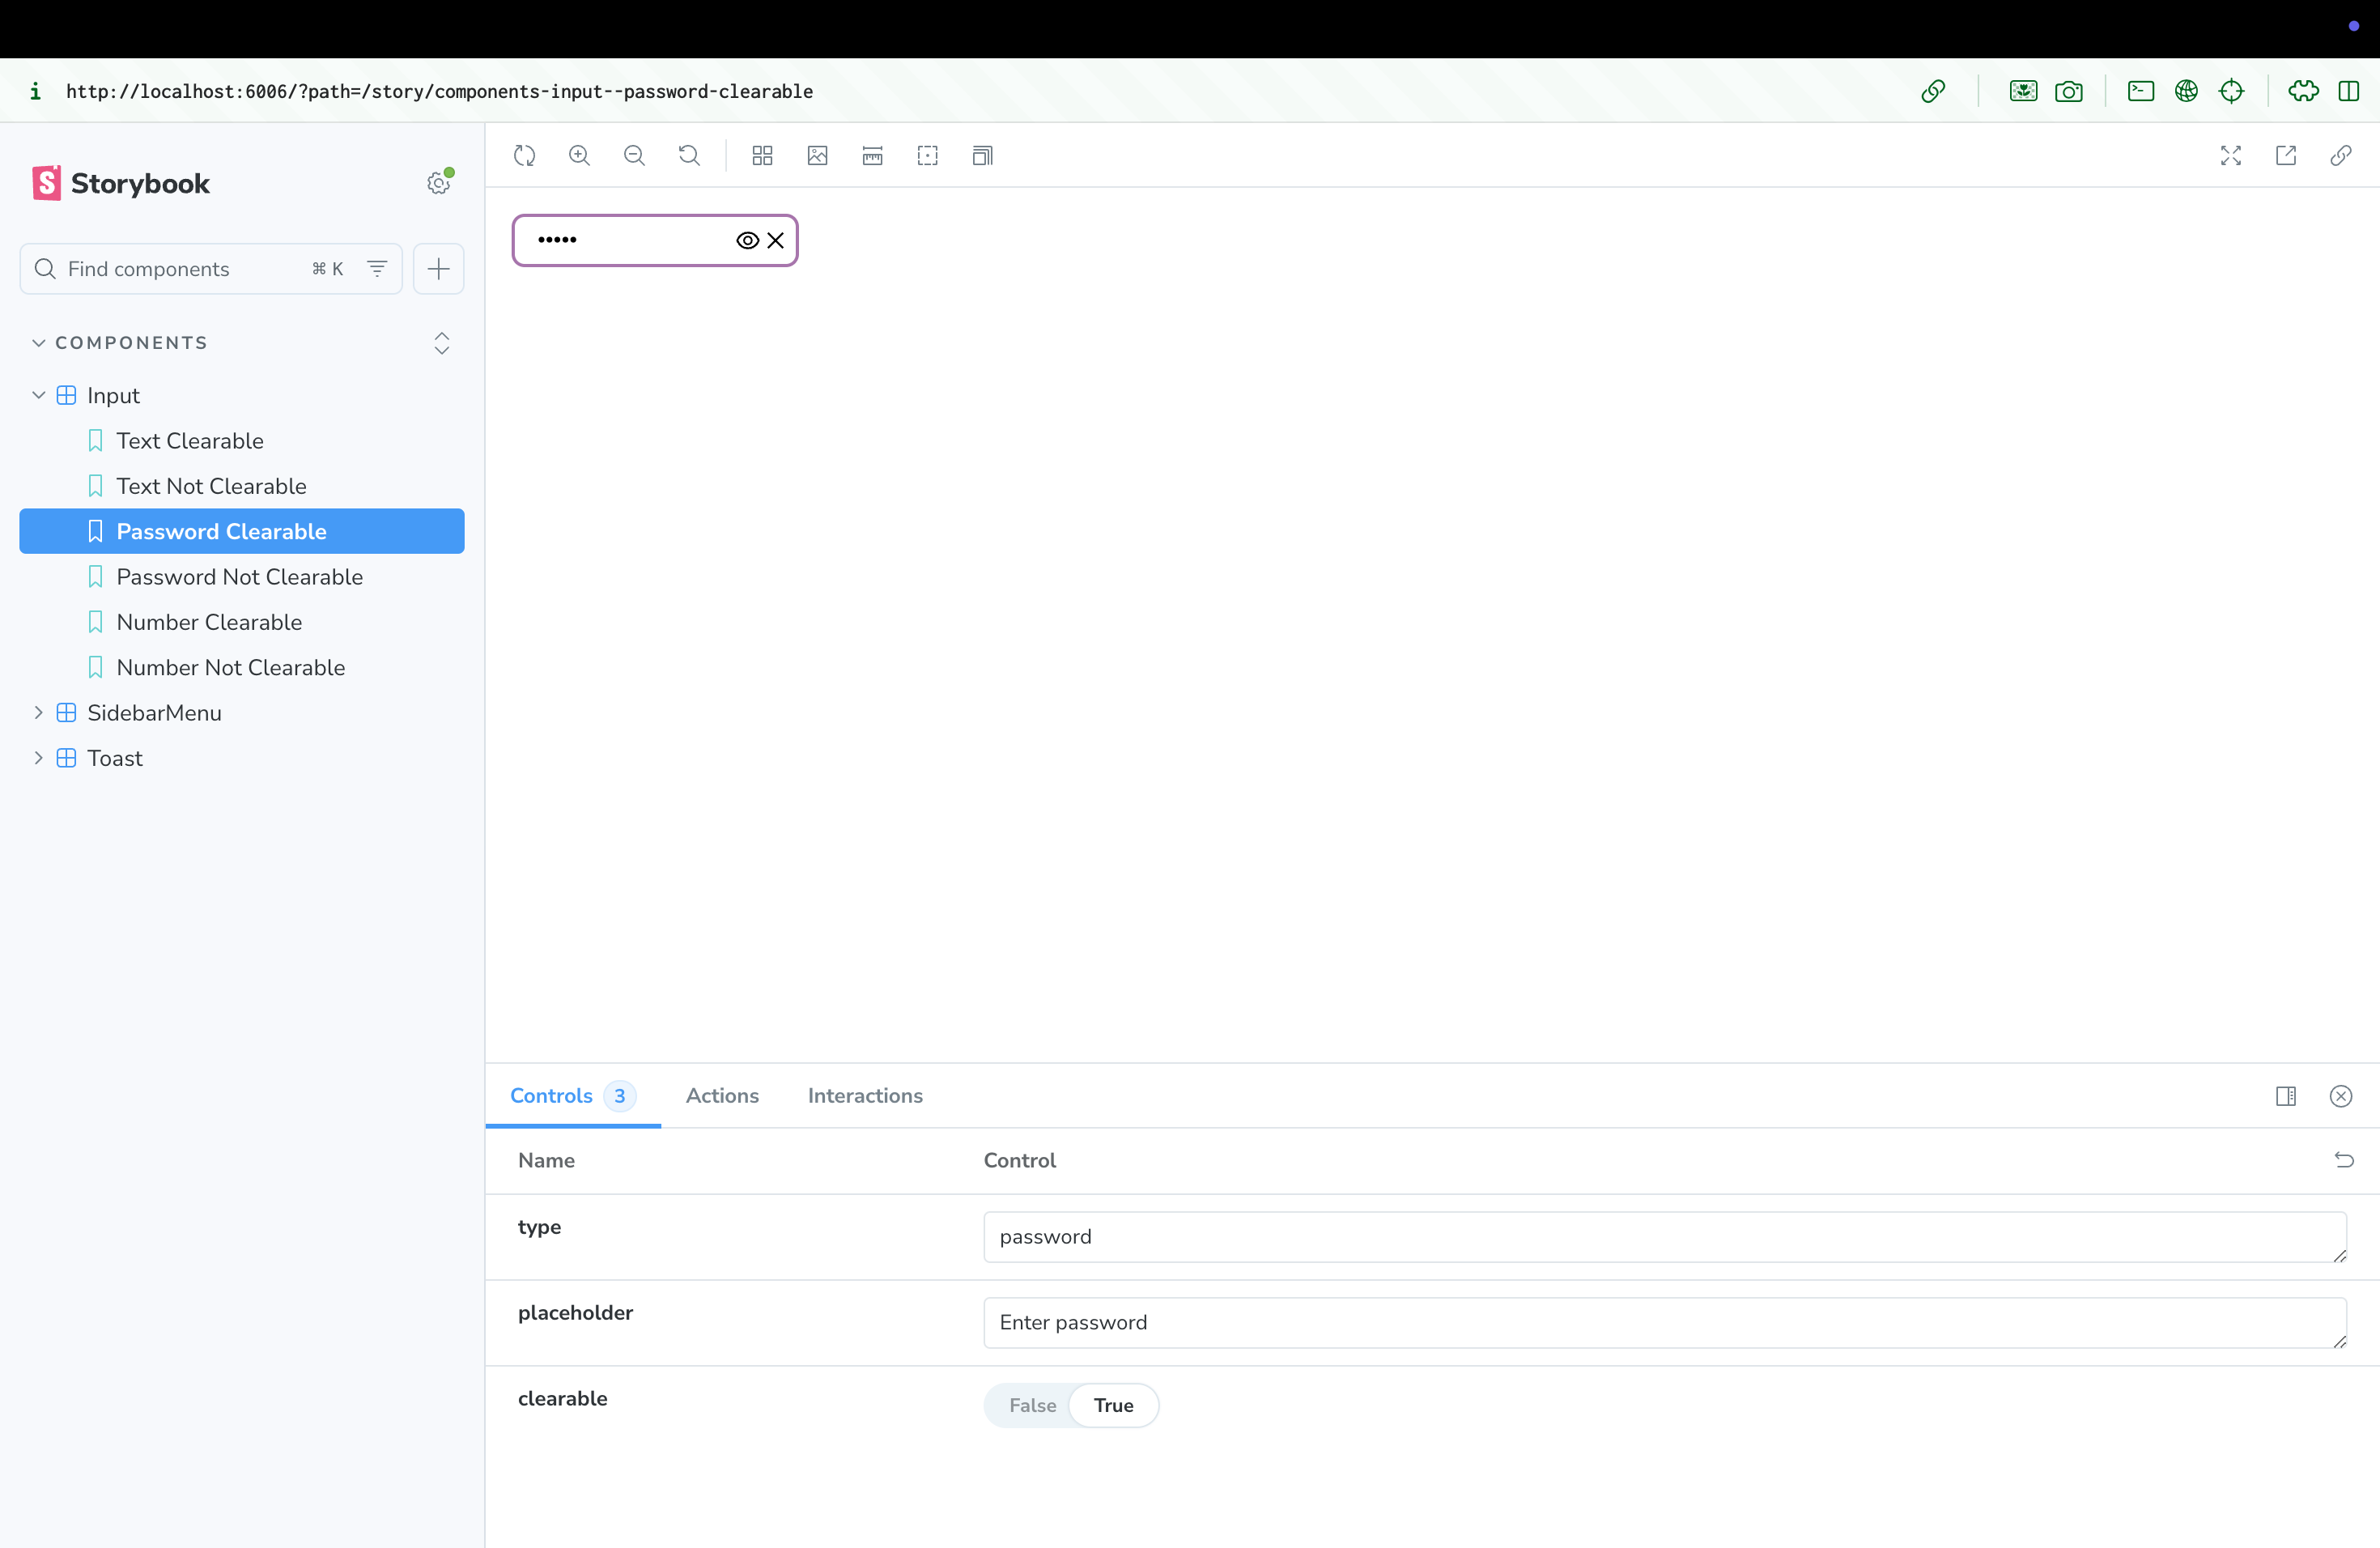 http://localhost:6006/?path=/story/components-input--password-clearable
Storybook
Find components ⌘ K
COMPONENTS
Input
Text Clearable
Text Not Clearable
Password Clearable
Password Not Clearable
Number Clearable
Number Not Clearable
SidebarMenu
Toast
•••••
Controls 3 Actions Interactions
Name Control
type password
placeholder Enter password
clearable False True